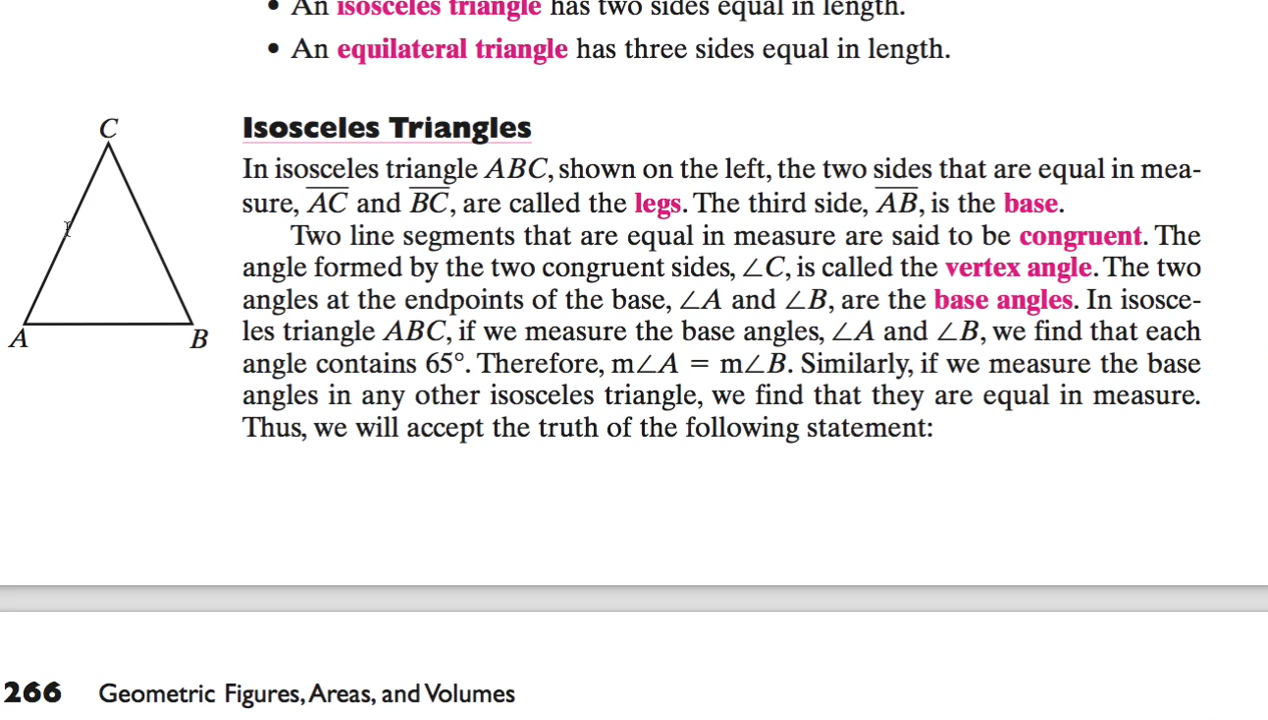 • An isosceles triangle has two sides equal in length.
• An equilateral triangle has three sides equal in length.
C
A
B
Isosceles Triangles
In isosceles triangle ABC, shown on the left, the two sides that are equal in mea-
sure, A̅C̅ and B̅C̅, are called the legs. The third side, A̅B̅, is the base.
Two line segments that are equal in measure are said to be congruent. The
angle formed by the two congruent sides, ∠C, is called the vertex angle. The two
angles at the endpoints of the base, ∠A and ∠B, are the base angles. In isosce-
les triangle ABC, if we measure the base angles, ∠A and ∠B, we find that each
angle contains 65°. Therefore, m∠A = m∠B. Similarly, if we measure the base
angles in any other isosceles triangle, we find that they are equal in measure.
Thus, we will accept the truth of the following statement:
266 Geometric Figures, Areas, and Volumes